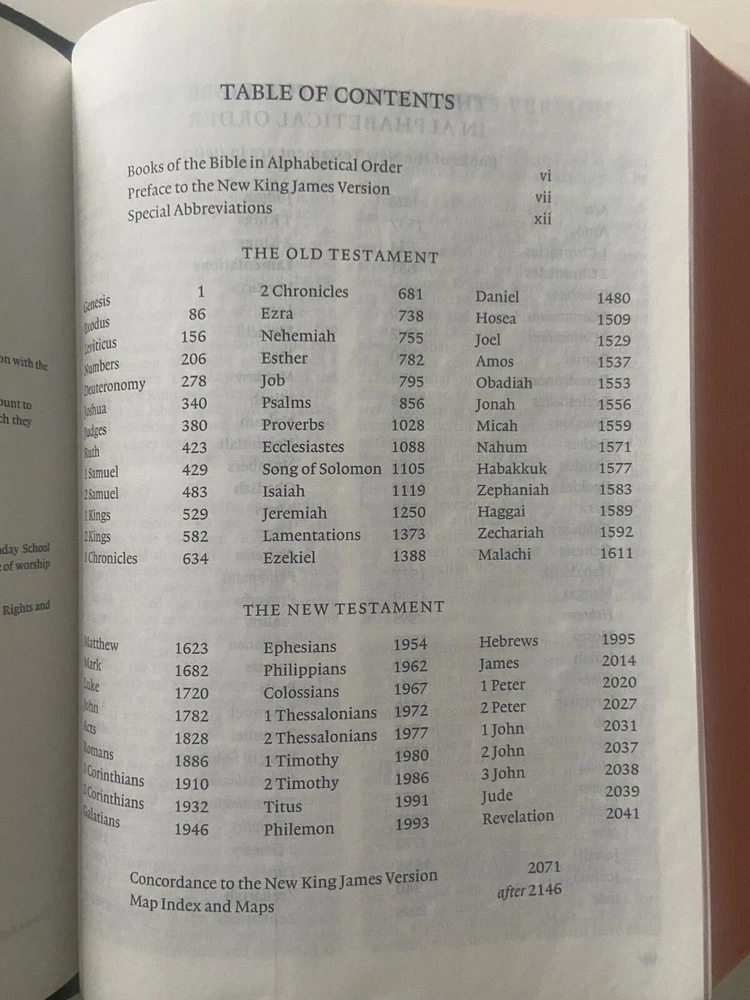 TABLE OF CONTENTS
Books of the Bible in Alphabetical Order vi
Preface to the New King James Version vii
Special Abbreviations xii
THE OLD TESTAMENT
Genesis 1
Exodus 86
Leviticus 156
Numbers 206
Deuteronomy 278
Joshua 340
Judges 380
Ruth 423
1 Samuel 429
2 Samuel 483
1 Kings 529
2 Kings 582
1 Chronicles 634
2 Chronicles 681
Ezra 738
Nehemiah 755
Esther 782
Job 795
Psalms 856
Proverbs 1028
Ecclesiastes 1088
Song of Solomon 1105
Isaiah 1119
Jeremiah 1250
Lamentations 1373
Ezekiel 1388
Daniel 1480
Hosea 1509
Joel 1529
Amos 1537
Obadiah 1553
Jonah 1556
Micah 1559
Nahum 1571
Habakkuk 1577
Zephaniah 1583
Haggai 1589
Zechariah 1592
Malachi 1611
THE NEW TESTAMENT
Matthew 1623
Mark 1682
Luke 1720
John 1782
Acts 1828
Romans 1886
1 Corinthians 1910
2 Corinthians 1932
Galatians 1946
Ephesians 1954
Philippians 1962
Colossians 1967
1 Thessalonians 1972
2 Thessalonians 1977
1 Timothy 1980
2 Timothy 1986
Titus 1991
Philemon 1993
Hebrews 1995
James 2014
1 Peter 2020
2 Peter 2027
1 John 2031
2 John 2037
3 John 2038
Jude 2039
Revelation 2041
Concordance to the New King James Version 2071
Map Index and Maps after 2146
with the
they
School
of worship
Rights and